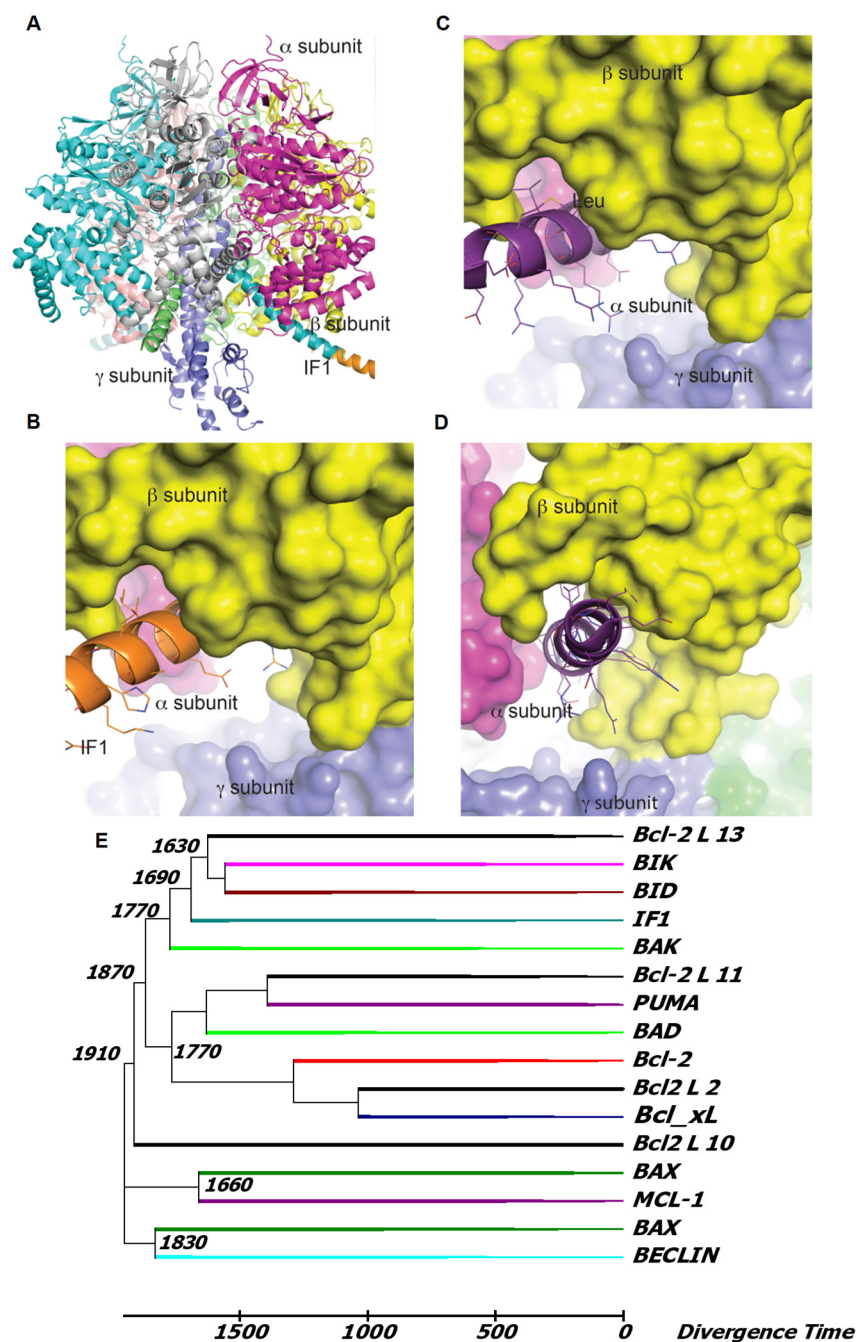 A
α subunit
β subunit
γ subunit
IF1
C
β subunit
Leu
α subunit
γ subunit
B
β subunit
α subunit
IF1
γ subunit
D
β subunit
α subunit
γ subunit
E
1630
1690
1770
1870
1910
1770
1660
1830
Bcl-2 L 13
BIK
BID
IF1
BAK
Bcl-2 L 11
PUMA
BAD
Bcl-2
Bcl2 L 2
Bcl_xL
Bcl2 L 10
BAX
MCL-1
BAX
BECLIN
1500 1000 500 0 Divergence Time